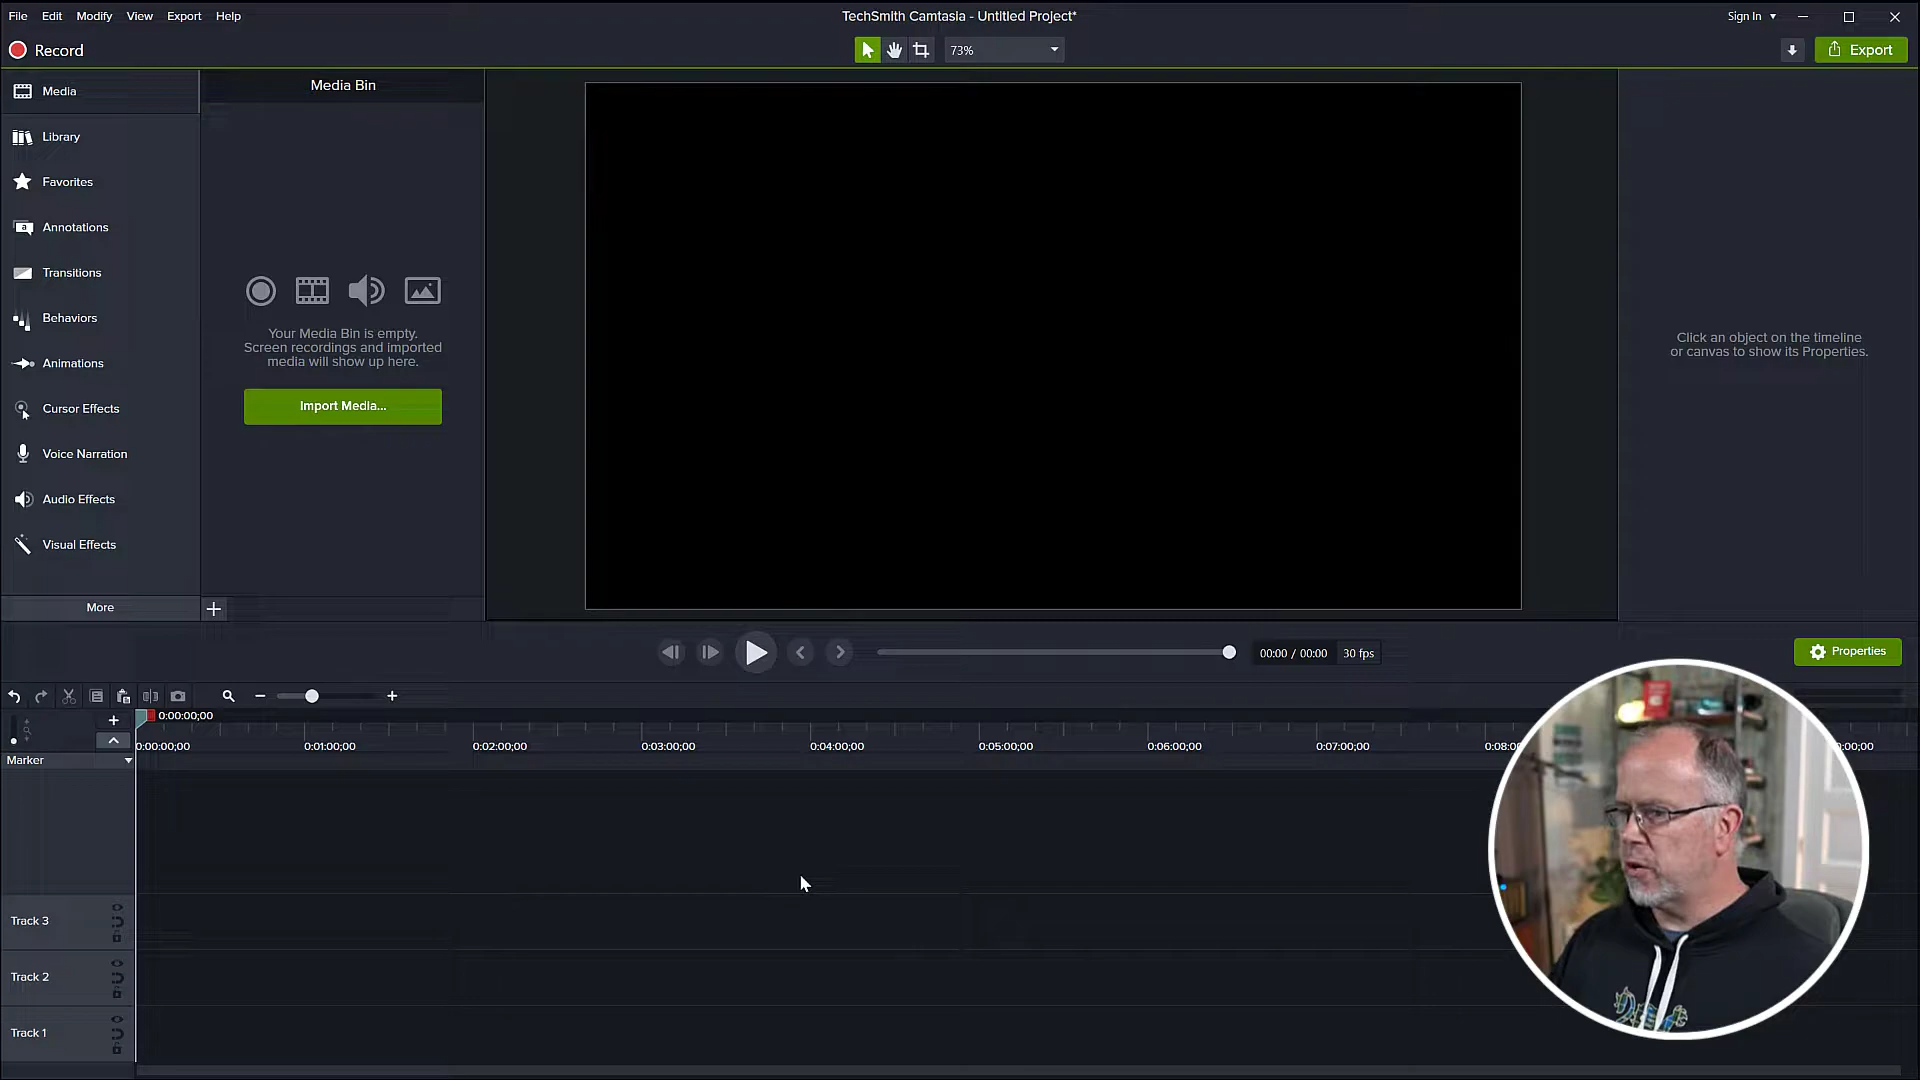 File Edit Modify View Export Help
TechSmith Camtasia - Untitled Project*
Sign In
Record
73%
Export
Media
Library
Favorites
Annotations
Transitions
Behaviors
Animations
Cursor Effects
Voice Narration
Audio Effects
Visual Effects
More
Media Bin
Your Media Bin is empty.
Screen recordings and imported
media will show up here.
Import Media...
Click an object on the timeline
or canvas to show its Properties.
00:00 / 00:00
30 fps
Properties
0:00:00;00
0:00:00;00 0:01:00;00 0:02:00;00 0:03:00;00 0:04:00;00 0:05:00;00 0:06:00;00 0:07:00;00 0:08:0
Marker
Track 3
Track 2
Track 1